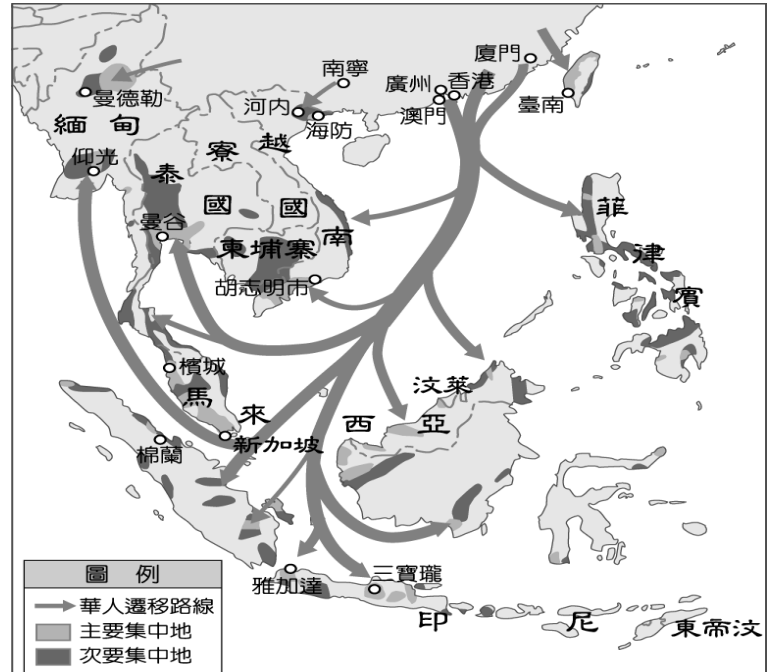 廈門
南寧
廣州 香港
曼德勒
河內
澳門
臺南
海防
緬甸
越
寮
仰光
泰
國
國
菲
曼谷
南
柬埔寨
律
胡志明市
賓
檳城
汶萊
馬
來
西
亞
新加坡
棉蘭
雅加達
三寶瓏
印
尼
東帝汶
圖 例
華人遷移路線
主要集中地
次要集中地